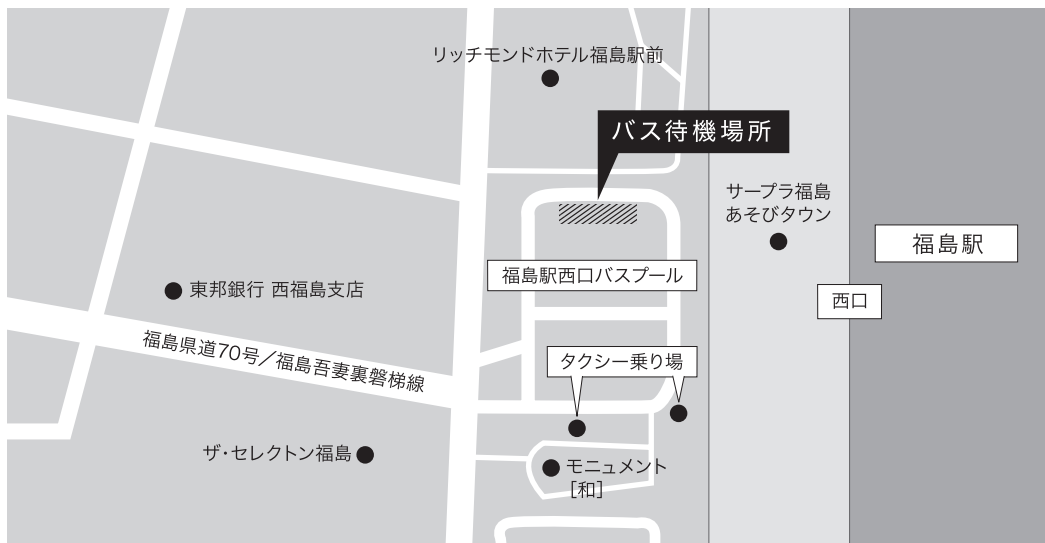 リッチモンドホテル福島駅前
バス待機場所
サープラ福島
あそびタウン
福島駅
福島駅西口バスプール
西口
東邦銀行 西福島支店
福島県道70号／福島吾妻裏磐梯線
タクシー乗り場
ザ・セレクトン福島
モニュメント
[和]